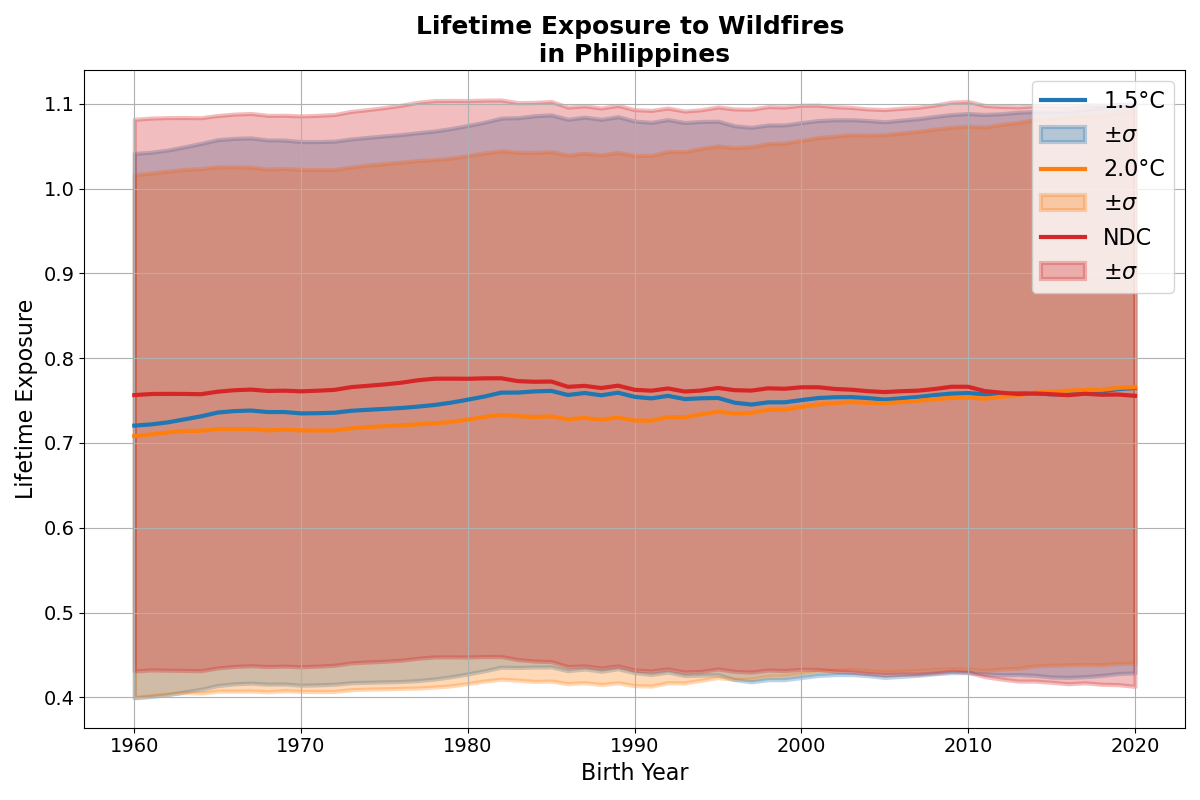 Lifetime Exposure to Wildfires
in Philippines
Lifetime Exposure
1.1
1.0
0.9
0.8
0.7
0.6
0.5
0.4
1.5°C
±σ
2.0°C
±σ
NDC
±σ
1960 1970 1980 1990 2000 2010 2020
Birth Year